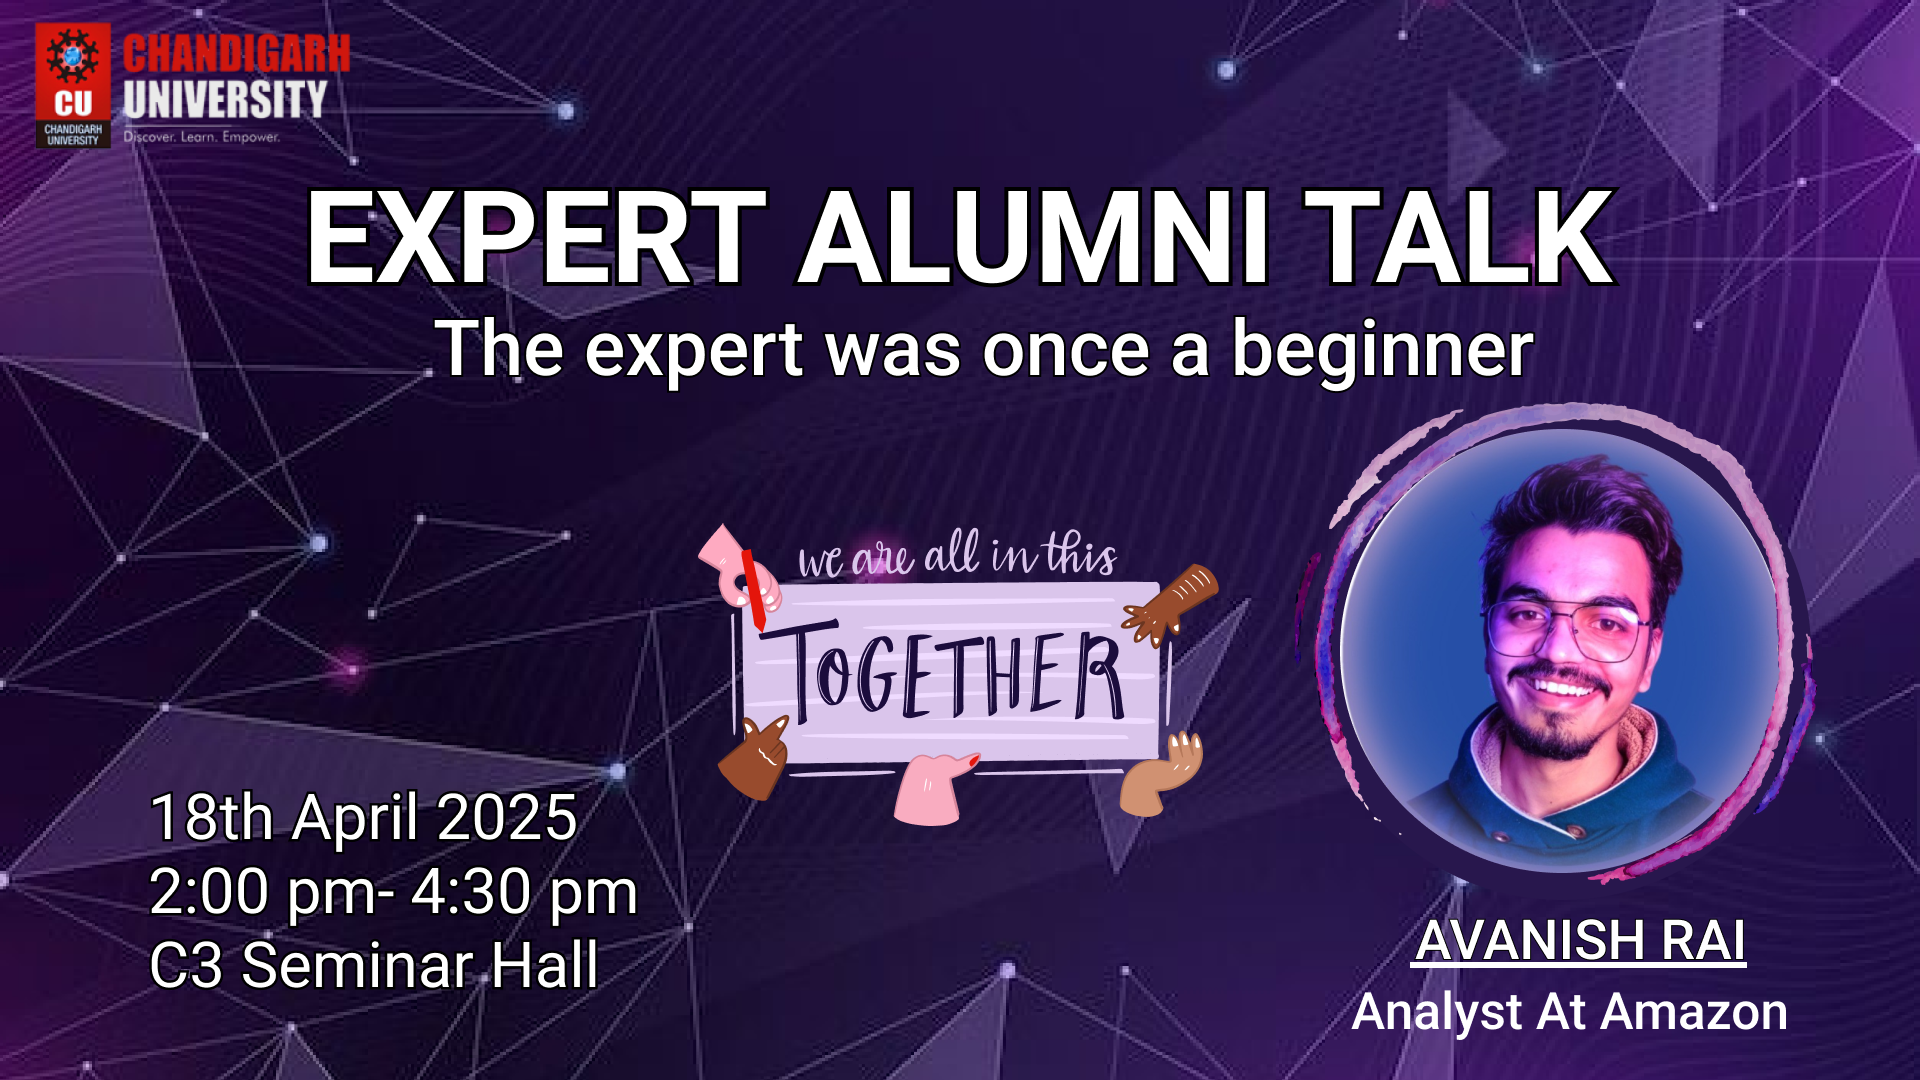 CU
CHANDIGARH
UNIVERSITY
CHANDIGARH
UNIVERSITY
Discover. Learn. Empower.
EXPERT ALUMNI TALK
The expert was once a beginner
we are all in this
TOGETHER
18th April 2025
2:00 pm- 4:30 pm
C3 Seminar Hall
AVANISH RAI
Analyst At Amazon